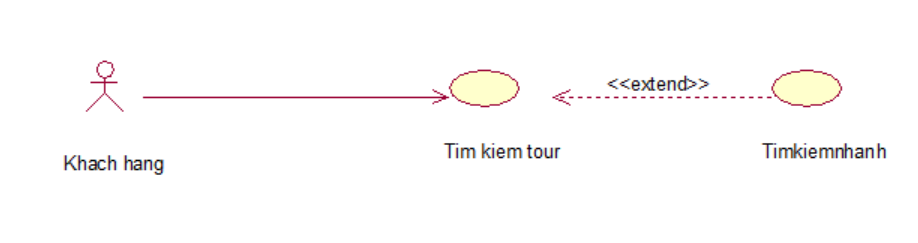 <<extend>>
Khach hang
Tim kiem tour
Timkiemnhanh